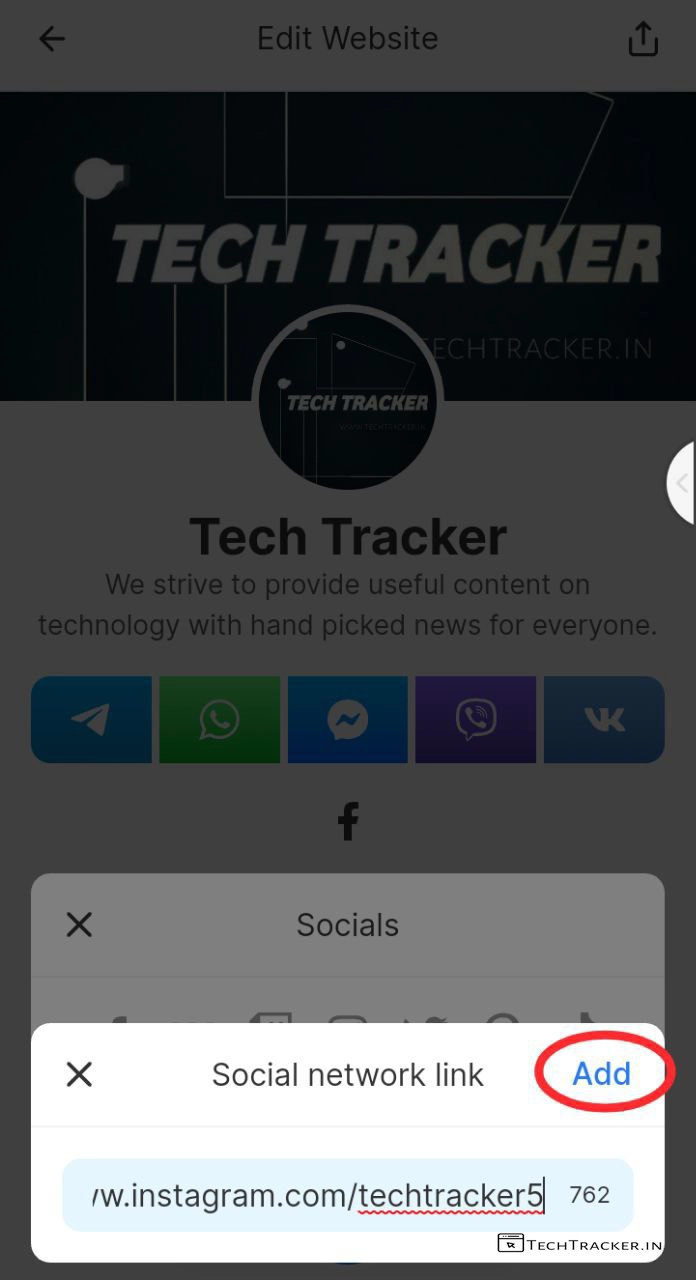 Edit Website
TECH TRACKER
TECHTRACKER.IN
TECH TRACKER
WWW.TECHTRACKER.IN
Tech Tracker
We strive to provide useful content on
technology with hand picked news for everyone.
Socials
Social network link
Add
w.instagram.com/techtracker5
762
TECHTRACKER.IN